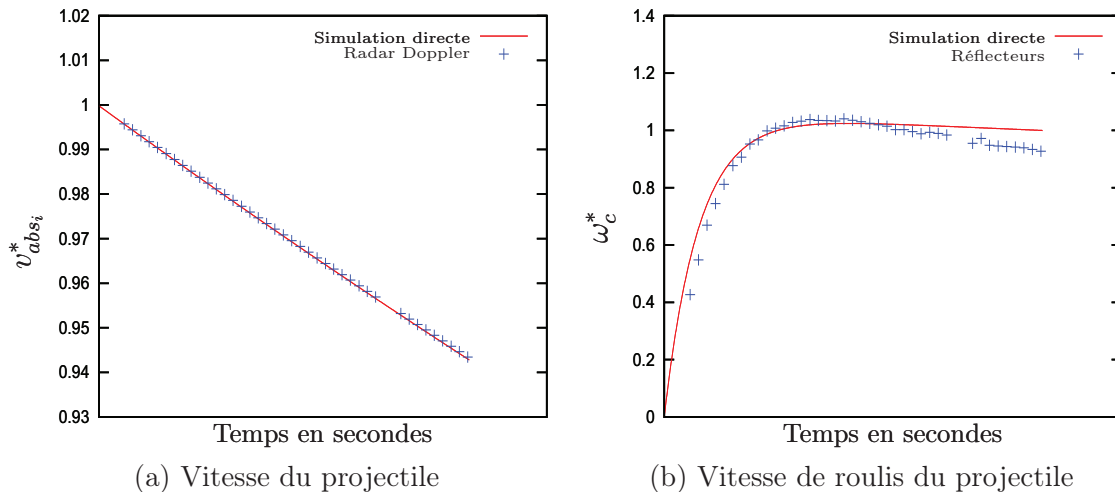 1.02
1.01
1
0.99
0.98
0.97
0.96
0.95
0.94
0.93
v*absi
Simulation directe
Radar Doppler
Temps en secondes
(a) Vitesse du projectile
1.4
1.2
1
0.8
0.6
0.4
0.2
0
ω*c
Simulation directe
Réflecteurs
Temps en secondes
(b) Vitesse de roulis du projectile